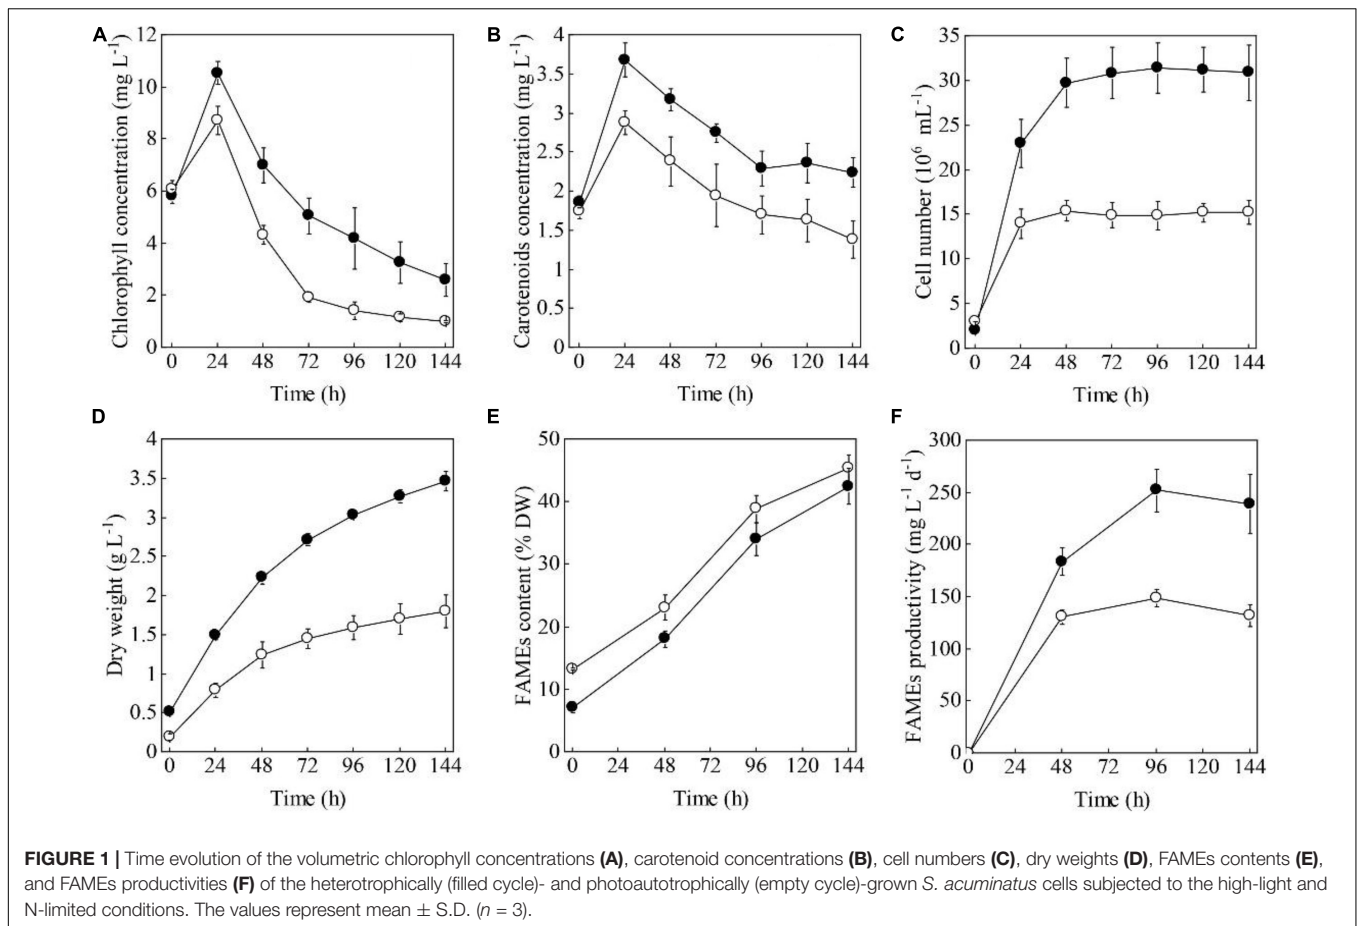 A
Chlorophyll concentration (mg L-1)
12
10
8
6
4
2
0
0 24 48 72 96 120 144
Time (h)
B
Carotenoids concentration (mg L-1)
4
3.5
3
2.5
2
1.5
1
0.5
0
0 24 48 72 96 120 144
Time (h)
C
Cell number (10^6 mL-1)
35
30
25
20
15
10
5
0
0 24 48 72 96 120 144
Time (h)
D
Dry weight (g L-1)
4
3.5
3
2.5
2
1.5
1
0.5
0
0 24 48 72 96 120 144
Time (h)
E
FAMEs content (% DW)
50
40
30
20
10
0
0 24 48 72 96 120 144
Time (h)
F
FAMEs productivity (mg L-1 d-1)
300
250
200
150
100
50
0
0 24 48 72 96 120 144
Time (h)
FIGURE 1 | Time evolution of the volumetric chlorophyll concentrations (A), carotenoid concentrations (B), cell numbers (C), dry weights (D), FAMEs contents (E),
and FAMEs productivities (F) of the heterotrophically (filled cycle)- and photoautotrophically (empty cycle)-grown S. acuminatus cells subjected to the high-light and
N-limited conditions. The values represent mean ± S.D. (n = 3).